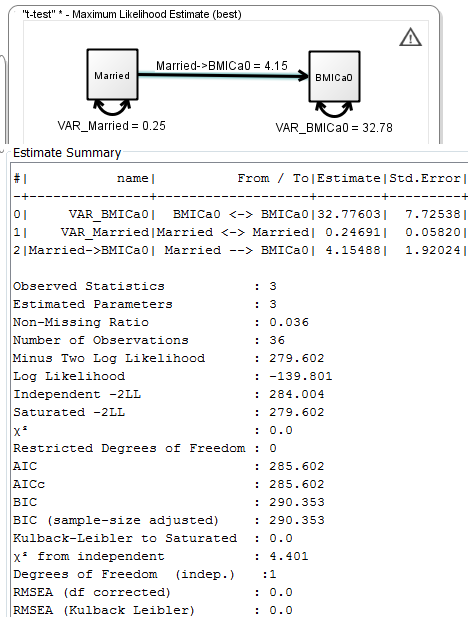 "t-test" * - Maximum Likelihood Estimate (best)
Married->BMICa0 = 4.15
Married
BMICa0
VAR_Married = 0.25
VAR_BMICa0 = 32.78
Estimate Summary
#| name| From / To|Estimate|Std.Error|
-+---------------+-------------------+--------+---------+
0| VAR_BMICa0| BMICa0 <-> BMICa0|32.77603| 7.72538|
1| VAR_Married|Married <-> Married| 0.24691| 0.05820|
2|Married->BMICa0| Married --> BMICa0| 4.15488| 1.92024|
Observed Statistics : 3
Estimated Parameters : 3
Non-Missing Ratio : 0.036
Number of Observations : 36
Minus Two Log Likelihood : 279.602
Log Likelihood : -139.801
Independent -2LL : 284.004
Saturated -2LL : 279.602
χ² : 0.0
Restricted Degrees of Freedom : 0
AIC : 285.602
AICc : 285.602
BIC : 290.353
BIC (sample-size adjusted) : 290.353
Kulback-Leibler to Saturated : 0.0
χ² from independent : 4.401
Degrees of Freedom (indep.) :1
RMSEA (df corrected) : 0.0
RMSEA (Kulback Leibler) : 0.0